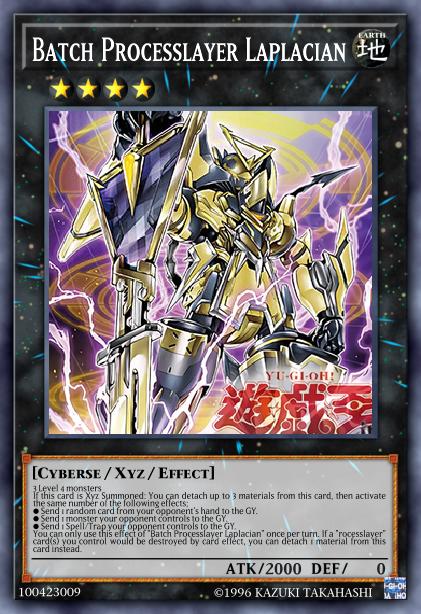 BATCH PROCESSLAYER LAPLACIAN
EARTH
地
YU-GI-OH!
遊戯王
[CYBERSE / XYZ / EFFECT]
3 Level 4 monsters
If this card is Xyz Summoned: You can detach up to 3 materials from this card, then activate
the same number of the following effects;
● Send 1 random card from your opponent's hand to the GY.
● Send 1 monster your opponent controls to the GY.
● Send 1 Spell/Trap your opponent controls to the GY.
You can only use this effect of "Batch Processlayer Laplacian" once per turn. If a "rocesslayer"
card(s) you control would be destroyed by card effect, you can detach 1 material from this
card instead.
ATK/2000 DEF/ 0
100423009
©1996 KAZUKI TAKAHASHI